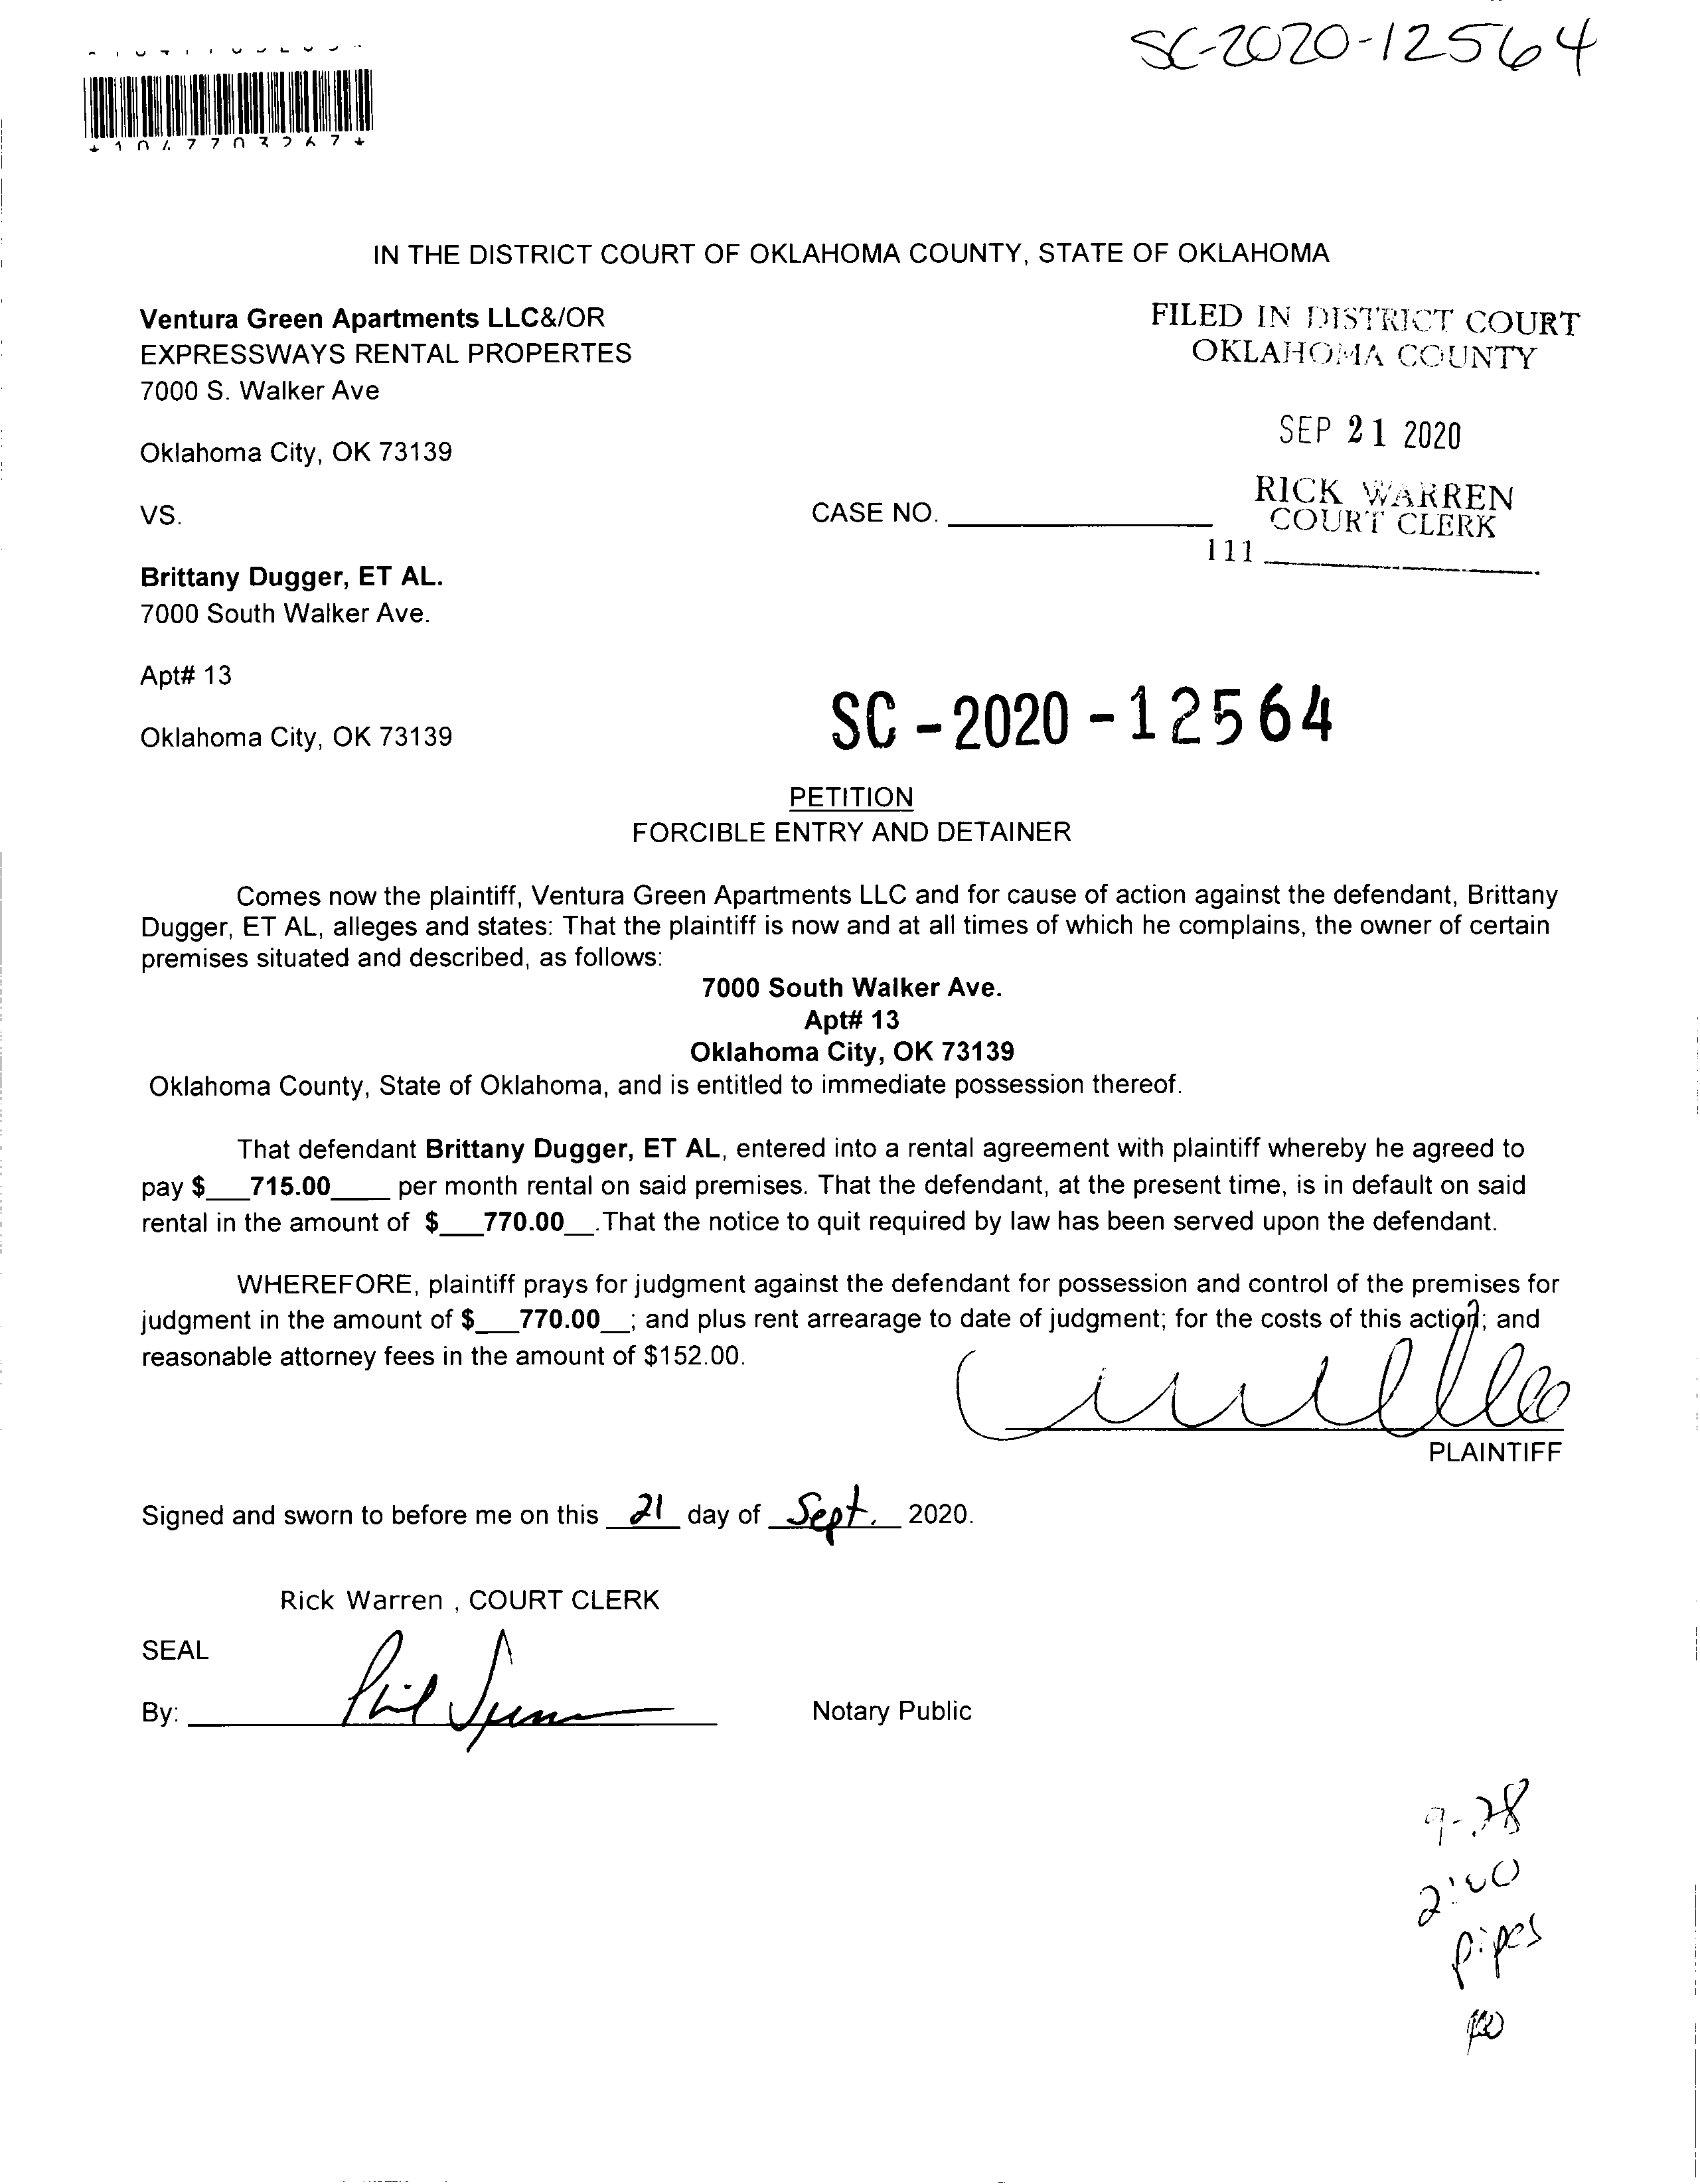 SC-2020-12564
*1047703267*
IN THE DISTRICT COURT OF OKLAHOMA COUNTY, STATE OF OKLAHOMA
Ventura Green Apartments LLC&/OR
EXPRESSWAYS RENTAL PROPERTES
7000 S. Walker Ave
Oklahoma City, OK 73139
VS.
Brittany Dugger, ET AL.
7000 South Walker Ave.
Apt# 13
Oklahoma City, OK 73139
FILED IN DISTRICT COURT
OKLAHOMA COUNTY
SEP 21 2020
RICK WARREN
COURT CLERK
111 ____________
CASE NO. ____________
SC-2020-12564
PETITION
FORCIBLE ENTRY AND DETAINER
Comes now the plaintiff, Ventura Green Apartments LLC and for cause of action against the defendant, Brittany
Dugger, ET AL, alleges and states: That the plaintiff is now and at all times of which he complains, the owner of certain
premises situated and described, as follows:
7000 South Walker Ave.
Apt# 13
Oklahoma City, OK 73139
Oklahoma County, State of Oklahoma, and is entitled to immediate possession thereof.
That defendant Brittany Dugger, ET AL, entered into a rental agreement with plaintiff whereby he agreed to
pay $___715.00____ per month rental on said premises. That the defendant, at the present time, is in default on said
rental in the amount of $___770.00__.That the notice to quit required by law has been served upon the defendant.
WHEREFORE, plaintiff prays for judgment against the defendant for possession and control of the premises for
judgment in the amount of $___770.00__; and plus rent arrearage to date of judgment; for the costs of this action; and
reasonable attorney fees in the amount of $152.00.
PLAINTIFF
Signed and sworn to before me on this 21 day of Sept. 2020.
Rick Warren , COURT CLERK
SEAL
By: ____________
Notary Public
9-28
2:00
pipes